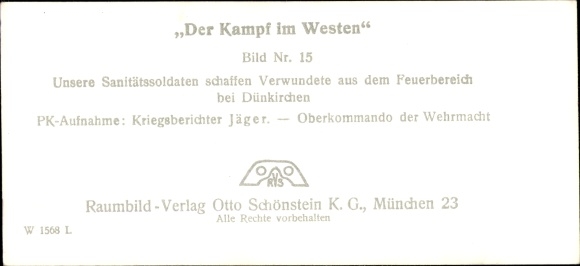 „Der Kampf im Westen“
Bild Nr. 15
Unsere Sanitätssoldaten schaffen Verwundete aus dem Feuerbereich
bei Dünkirchen
PK-Aufnahme: Kriegsberichter Jäger. — Oberkommando der Wehrmacht
RVS
Raumbild-Verlag Otto Schönstein K. G., München 23
Alle Rechte vorbehalten
W 1568 L